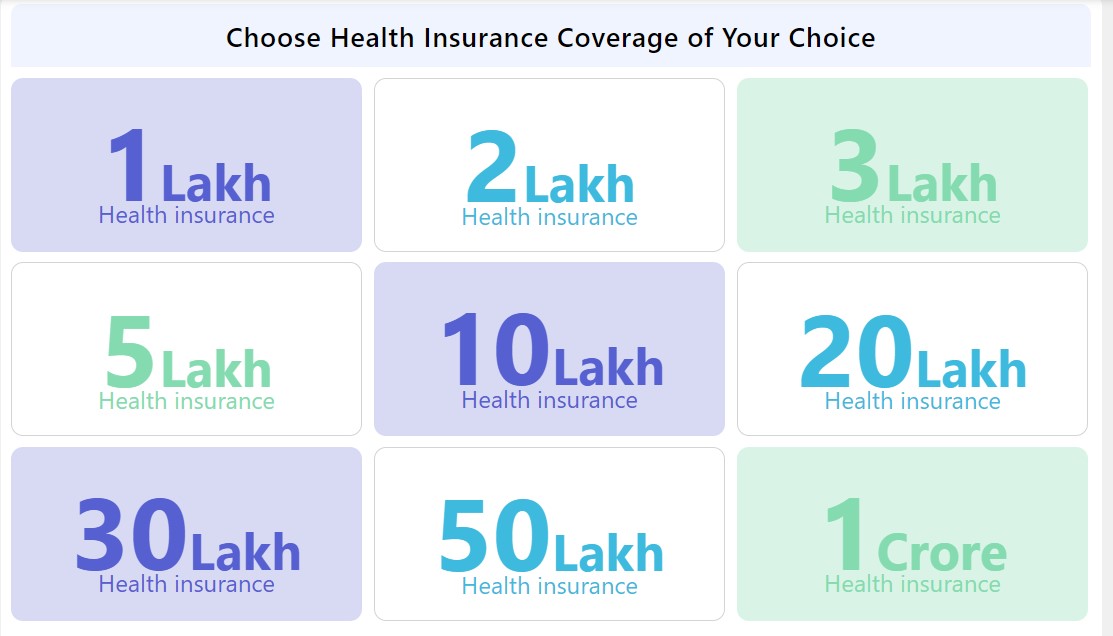 Choose Health Insurance Coverage of Your Choice
1 Lakh
Health insurance
2 Lakh
Health insurance
3 Lakh
Health insurance
5 Lakh
Health insurance
10 Lakh
Health insurance
20 Lakh
Health insurance
30 Lakh
Health insurance
50 Lakh
Health insurance
1 Crore
Health insurance